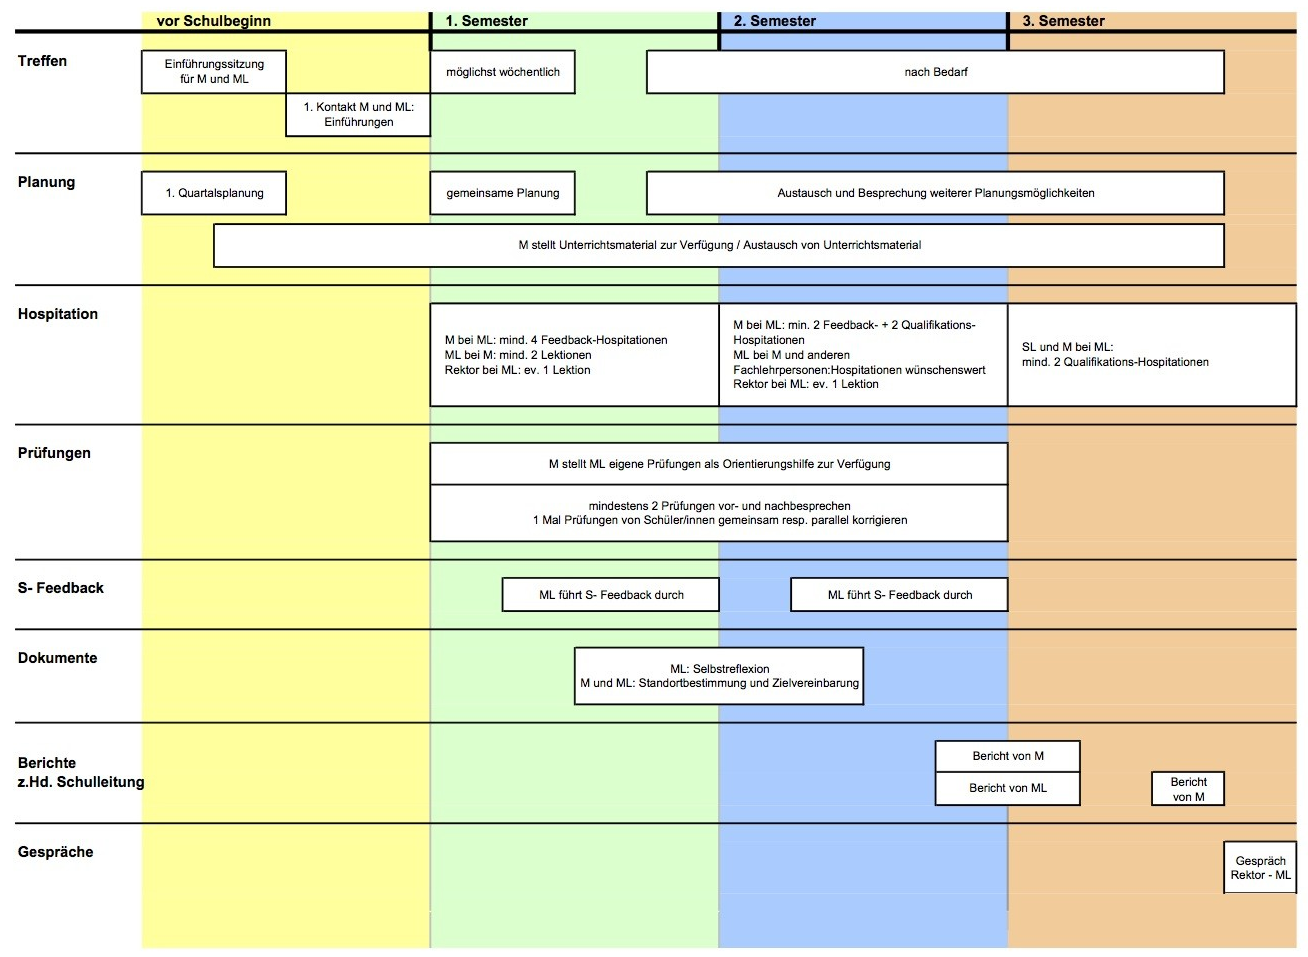 vor Schulbeginn
1. Semester
2. Semester
3. Semester
Treffen
Einführungssitzung
für M und ML
möglichst wöchentlich
nach Bedarf
1. Kontakt M und ML:
Einführungen
Planung
1. Quartalsplanung
gemeinsame Planung
Austausch und Besprechung weiterer Planungsmöglichkeiten
M stellt Unterrichtsmaterial zur Verfügung / Austausch von Unterrichtsmaterial
Hospitation
M bei ML: mind. 4 Feedback-Hospitationen
ML bei M: mind. 2 Lektionen
Rektor bei ML: ev. 1 Lektion
M bei ML: min. 2 Feedback- + 2 Qualifikations-
Hospitationen
ML bei M und anderen
Fachlehrpersonen:Hospitationen wünschenswert
Rektor bei ML: ev. 1 Lektion
SL und M bei ML:
mind. 2 Qualifikations-Hospitationen
Prüfungen
M stellt ML eigene Prüfungen als Orientierungshilfe zur Verfügung
mindestens 2 Prüfungen vor- und nachbesprechen
1 Mal Prüfungen von Schüler/innen gemeinsam resp. parallel korrigieren
S- Feedback
ML führt S- Feedback durch
ML führt S- Feedback durch
Dokumente
ML: Selbstreflexion
M und ML: Standortbestimmung und Zielvereinbarung
Berichte
z.Hd. Schulleitung
Bericht von M
Bericht von ML
Bericht
von M
Gespräche
Gespräch
Rektor - ML